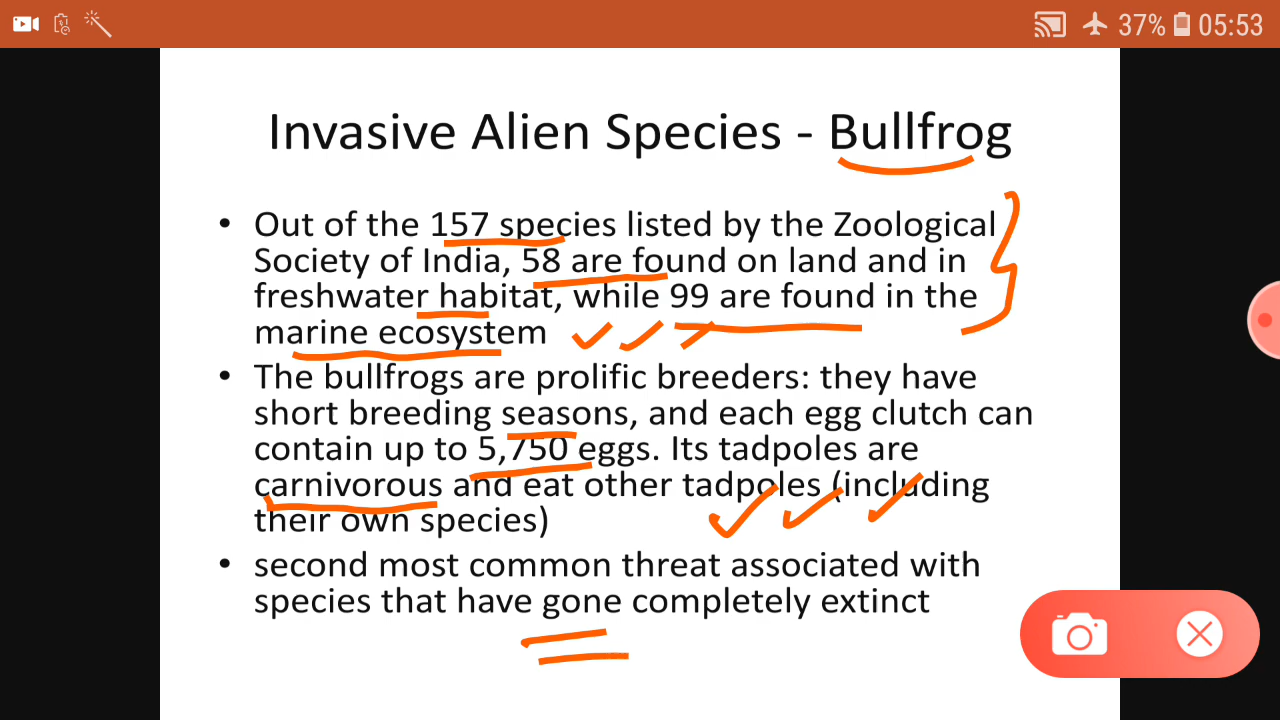 37% 05:53
Invasive Alien Species - Bullfrog
• Out of the 157 species listed by the Zoological
Society of India, 58 are found on land and in
freshwater habitat, while 99 are found in the
marine ecosystem
• The bullfrogs are prolific breeders: they have
short breeding seasons, and each egg clutch can
contain up to 5,750 eggs. Its tadpoles are
carnivorous and eat other tadpoles (including
their own species)
• second most common threat associated with
species that have gone completely extinct